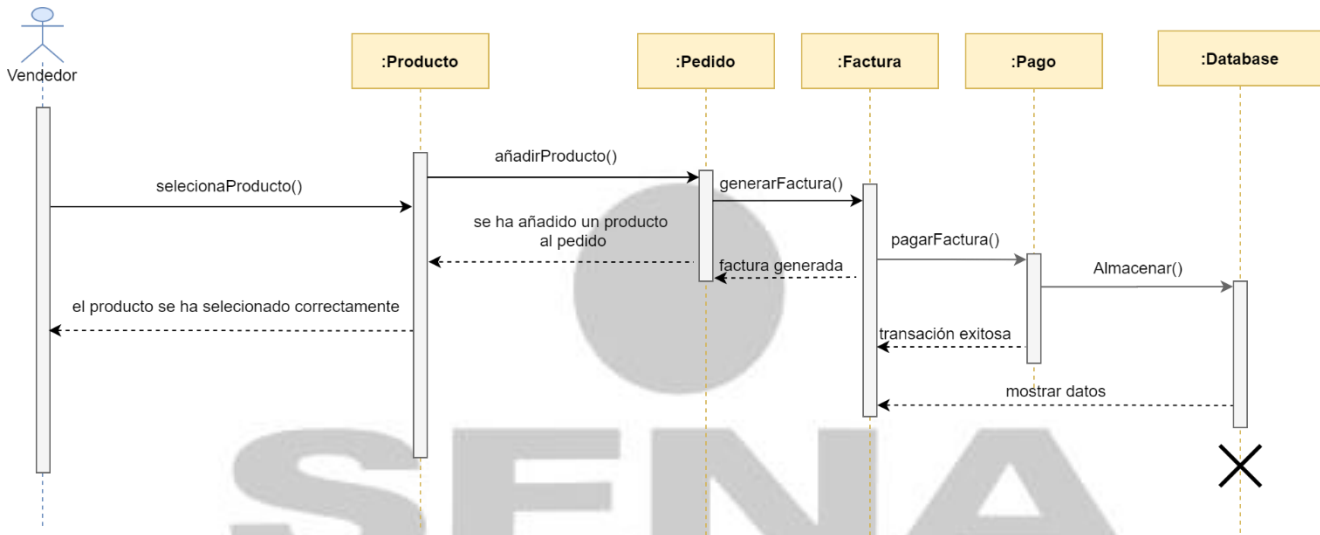 Vendedor
:Producto
:Pedido
:Factura
:Pago
:Database
añadirProducto()
selecionaProducto()
generarFactura()
se ha añadido un producto
al pedido
pagarFactura()
factura generada
Almacenar()
el producto se ha selecionado correctamente
transación exitosa
mostrar datos
SENA